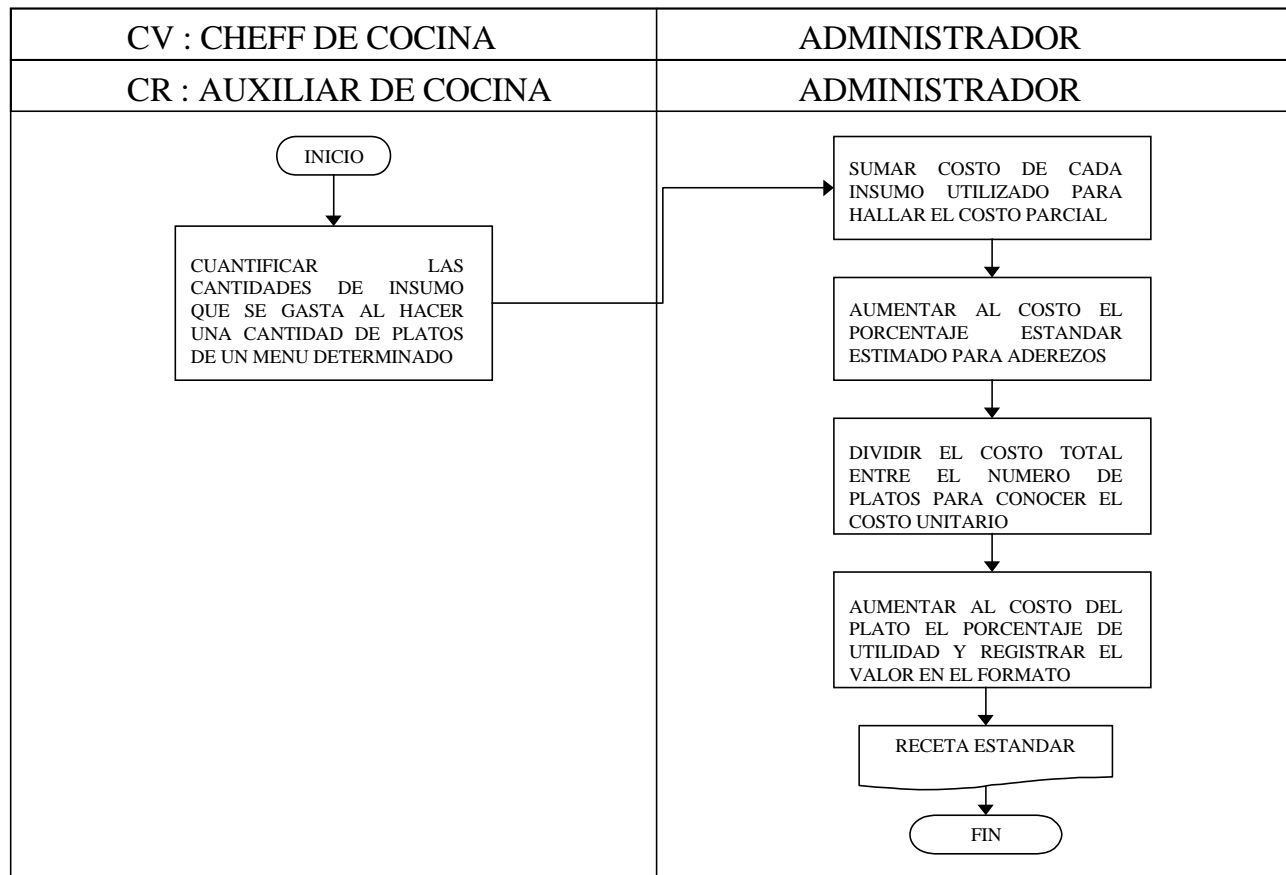 CV : CHEFF DE COCINA
ADMINISTRADOR
CR : AUXILIAR DE COCINA
ADMINISTRADOR
INICIO
CUANTIFICAR LAS
CANTIDADES DE INSUMO
QUE SE GASTA AL HACER
UNA CANTIDAD DE PLATOS
DE UN MENU DETERMINADO
SUMAR COSTO DE CADA
INSUMO UTILIZADO PARA
HALLAR EL COSTO PARCIAL
AUMENTAR AL COSTO EL
PORCENTAJE ESTANDAR
ESTIMADO PARA ADEREZOS
DIVIDIR EL COSTO TOTAL
ENTRE EL NUMERO DE
PLATOS PARA CONOCER EL
COSTO UNITARIO
AUMENTAR AL COSTO DEL
PLATO EL PORCENTAJE DE
UTILIDAD Y REGISTRAR EL
VALOR EN EL FORMATO
RECETA ESTANDAR
FIN